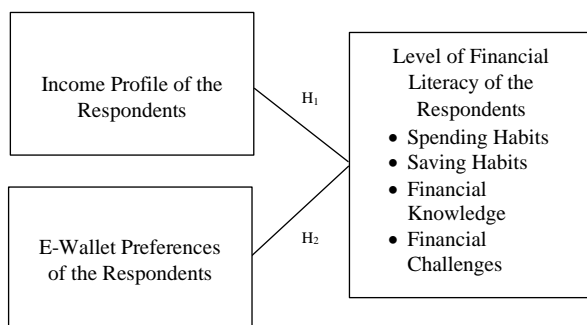 Income Profile of the
Respondents
H₁
E-Wallet Preferences
of the Respondents
H₂
Level of Financial
Literacy of the
Respondents
• Spending Habits
• Saving Habits
• Financial
Knowledge
• Financial
Challenges